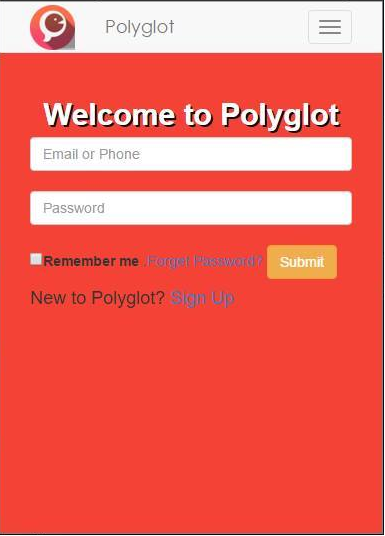 Polyglot
Welcome to Polyglot
Email or Phone
Password
Remember me .Forget Password? Submit
New to Polyglot? Sign Up